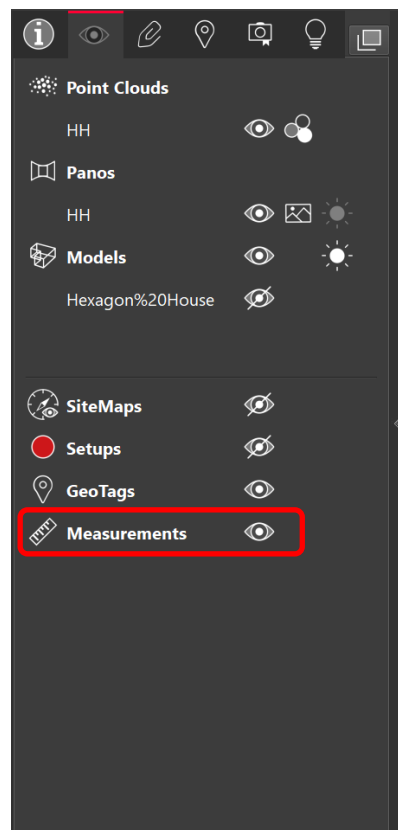 Point Clouds
HH
Panos
HH
Models
Hexagon%20House
SiteMaps
Setups
GeoTags
Measurements